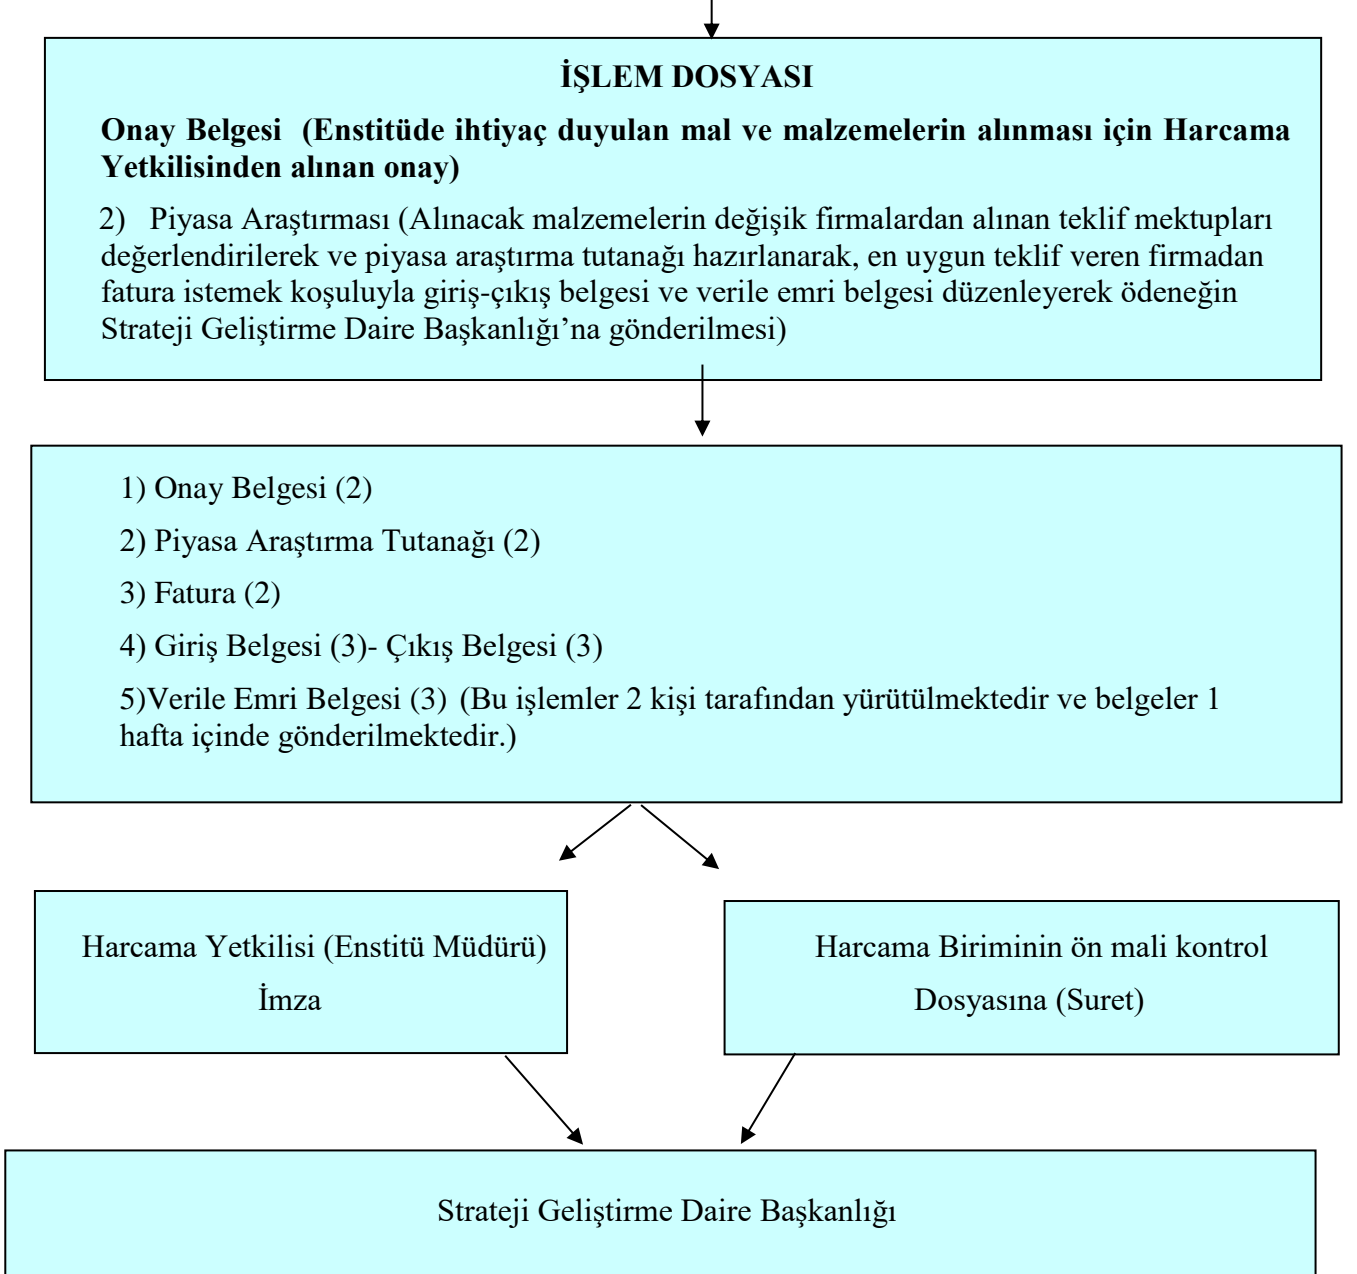 İŞLEM DOSYASI
Onay Belgesi (Enstitüde ihtiyaç duyulan mal ve malzemelerin alınması için Harcama
Yetkilisinden alınan onay)
2) Piyasa Araştırması (Alınacak malzemelerin değişik firmalardan alınan teklif mektupları
değerlendirilerek ve piyasa araştırma tutanağı hazırlanarak, en uygun teklif veren firmadan
fatura istemek koşuluyla giriş-çıkış belgesi ve verile emri belgesi düzenleyerek ödeneğin
Strateji Geliştirme Daire Başkanlığı’na gönderilmesi)
1) Onay Belgesi (2)
2) Piyasa Araştırma Tutanağı (2)
3) Fatura (2)
4) Giriş Belgesi (3)- Çıkış Belgesi (3)
5)Verile Emri Belgesi (3) (Bu işlemler 2 kişi tarafından yürütülmektedir ve belgeler 1
hafta içinde gönderilmektedir.)
Harcama Yetkilisi (Enstitü Müdürü)
İmza
Harcama Biriminin ön mali kontrol
Dosyasına (Suret)
Strateji Geliştirme Daire Başkanlığı